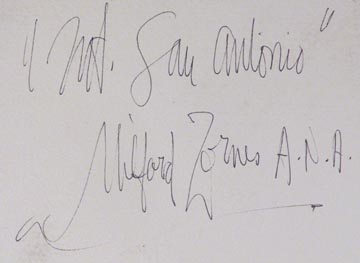 "Mt. San Antonio"
Milford Zornes A.N.A.